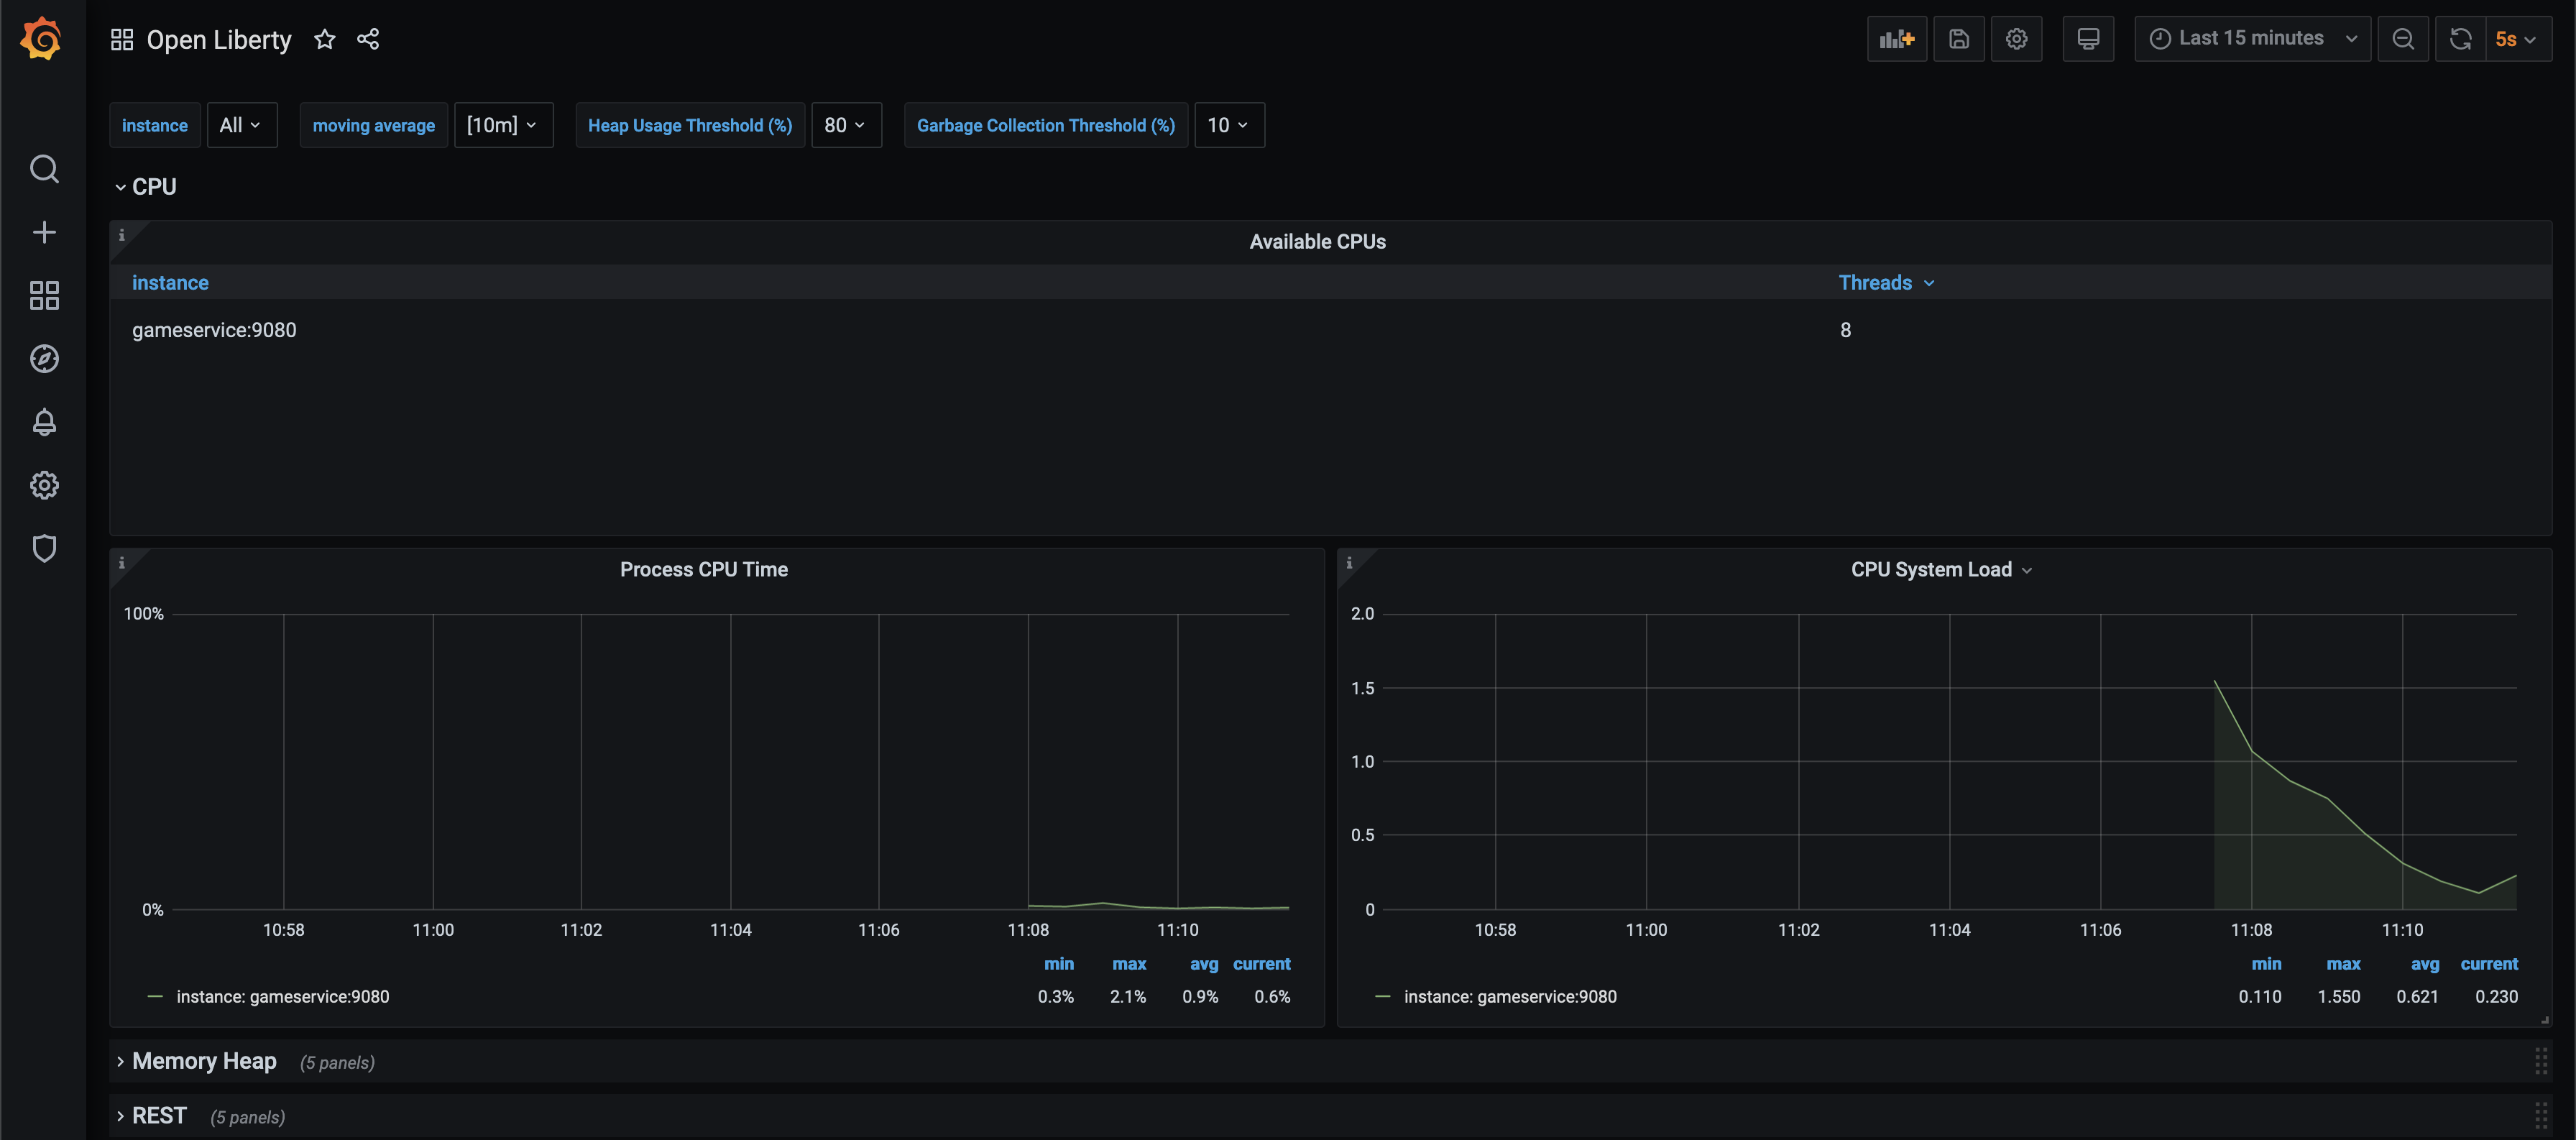 Open Liberty
Last 15 minutes
5s
instance All moving average [10m] Heap Usage Threshold (%) 80 Garbage Collection Threshold (%) 10
CPU
Available CPUs
instance Threads
gameservice:9080 8
Process CPU Time
100%
0%
10:58 11:00 11:02 11:04 11:06 11:08 11:10
min max avg current
instance: gameservice:9080 0.3% 2.1% 0.9% 0.6%
CPU System Load
2.0
1.5
1.0
0.5
0
10:58 11:00 11:02 11:04 11:06 11:08 11:10
min max avg current
instance: gameservice:9080 0.110 1.550 0.621 0.230
Memory Heap (5 panels)
REST (5 panels)